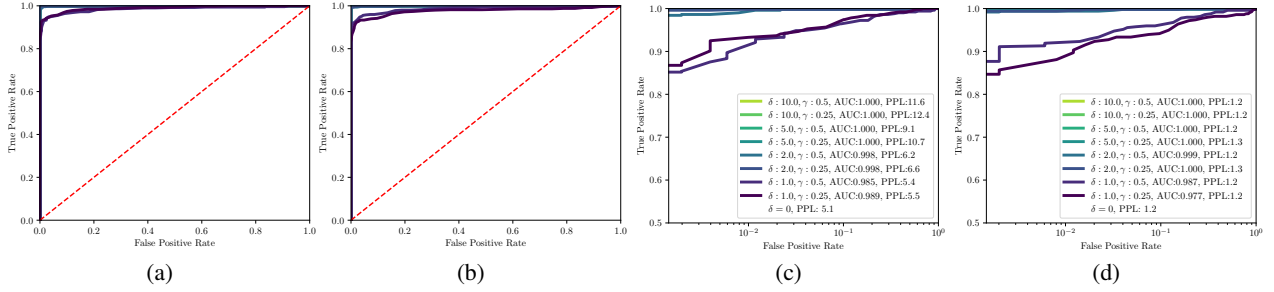 True Positive Rate
1.0
0.8
0.6
0.4
0.2
0.0
0.0 0.2 0.4 0.6 0.8 1.0
False Positive Rate
(a)
True Positive Rate
1.0
0.8
0.6
0.4
0.2
0.0
0.0 0.2 0.4 0.6 0.8 1.0
False Positive Rate
(b)
True Positive Rate
1.0
0.9
0.8
0.7
0.6
0.5
δ : 10.0, γ : 0.5, AUC:1.000, PPL:11.6
δ : 10.0, γ : 0.25, AUC:1.000, PPL:12.4
δ : 5.0, γ : 0.5, AUC:1.000, PPL:9.1
δ : 5.0, γ : 0.25, AUC:1.000, PPL:10.7
δ : 2.0, γ : 0.5, AUC:0.998, PPL:6.2
δ : 2.0, γ : 0.25, AUC:0.998, PPL:6.6
δ : 1.0, γ : 0.5, AUC:0.985, PPL:5.4
δ : 1.0, γ : 0.25, AUC:0.989, PPL:5.5
δ = 0, PPL: 5.1
10⁻² 10⁻¹ 10⁰
False Positive Rate
(c)
True Positive Rate
1.0
0.9
0.8
0.7
0.6
0.5
δ : 10.0, γ : 0.5, AUC:1.000, PPL:1.2
δ : 10.0, γ : 0.25, AUC:1.000, PPL:1.2
δ : 5.0, γ : 0.5, AUC:1.000, PPL:1.2
δ : 5.0, γ : 0.25, AUC:1.000, PPL:1.3
δ : 2.0, γ : 0.5, AUC:0.999, PPL:1.2
δ : 2.0, γ : 0.25, AUC:1.000, PPL:1.3
δ : 1.0, γ : 0.5, AUC:0.987, PPL:1.2
δ : 1.0, γ : 0.25, AUC:0.977, PPL:1.2
δ = 0, PPL: 1.2
10⁻² 10⁻¹ 10⁰
False Positive Rate
(d)